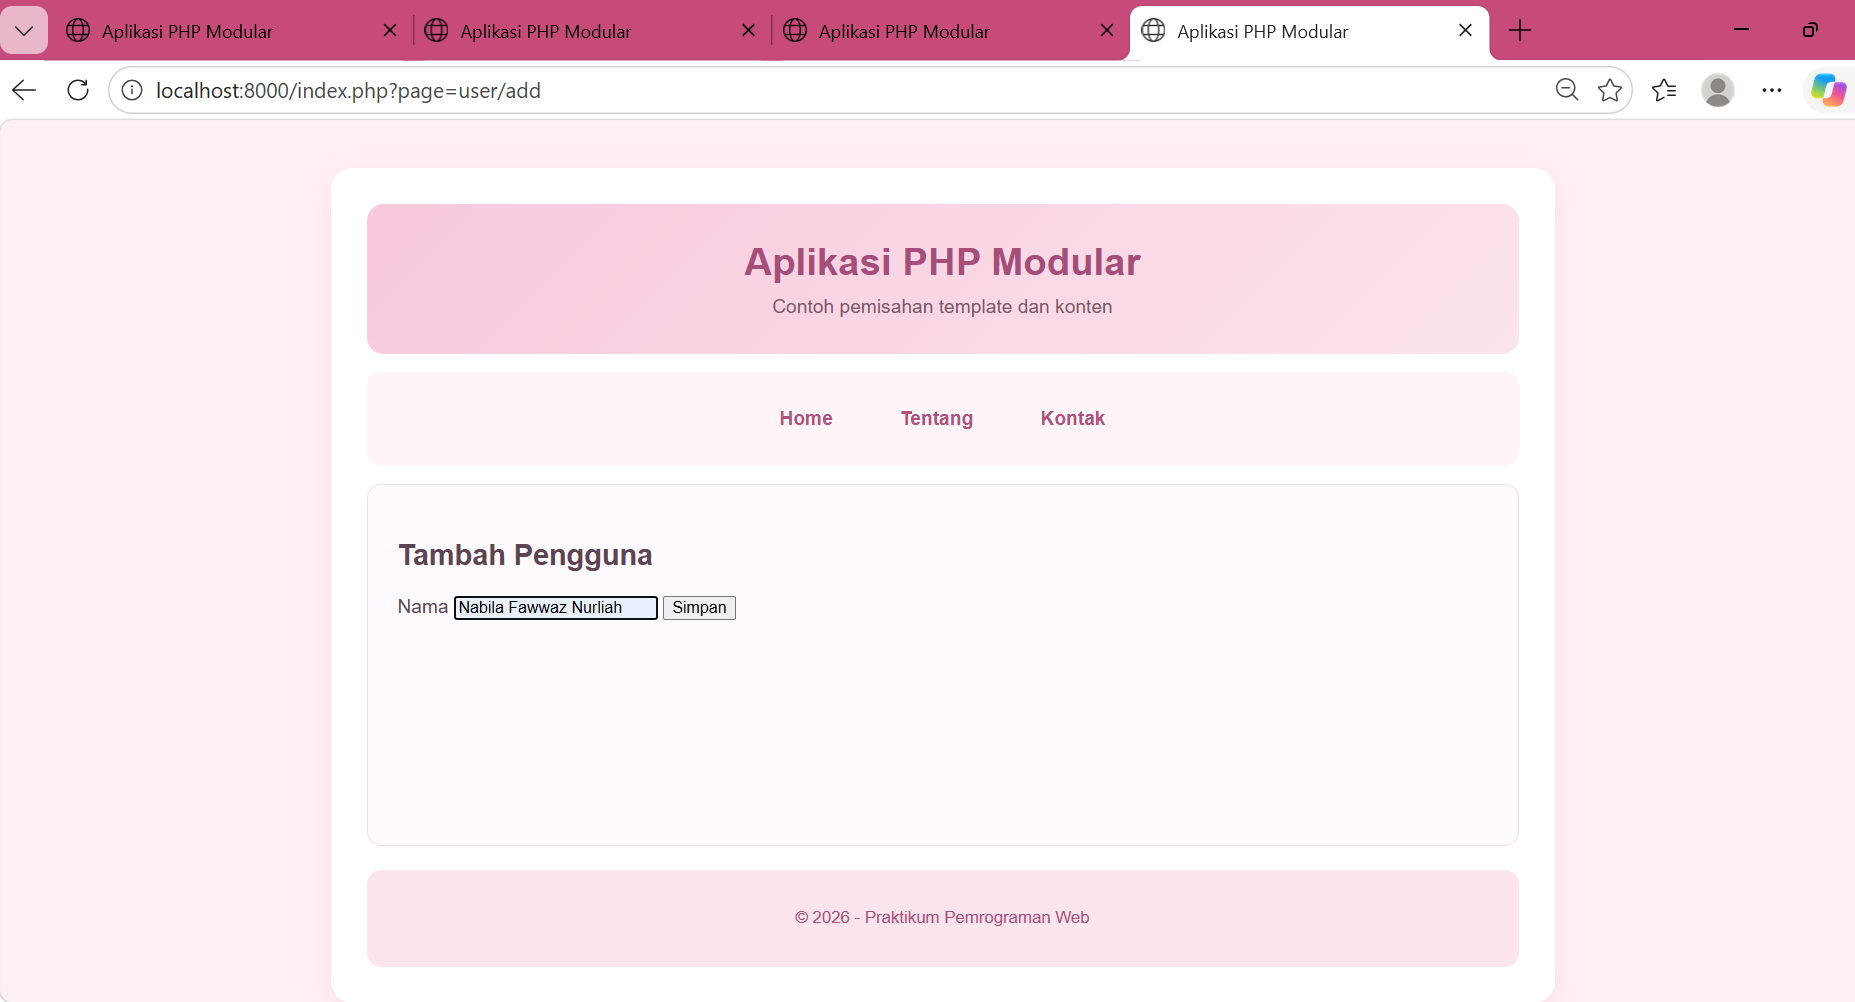 Aplikasi PHP Modular
Aplikasi PHP Modular
Aplikasi PHP Modular
Aplikasi PHP Modular
localhost:8000/index.php?page=user/add
Aplikasi PHP Modular
Contoh pemisahan template dan konten
Home Tentang Kontak
Tambah Pengguna
Nama Nabila Fawwaz Nurliah Simpan
© 2026 - Praktikum Pemrograman Web